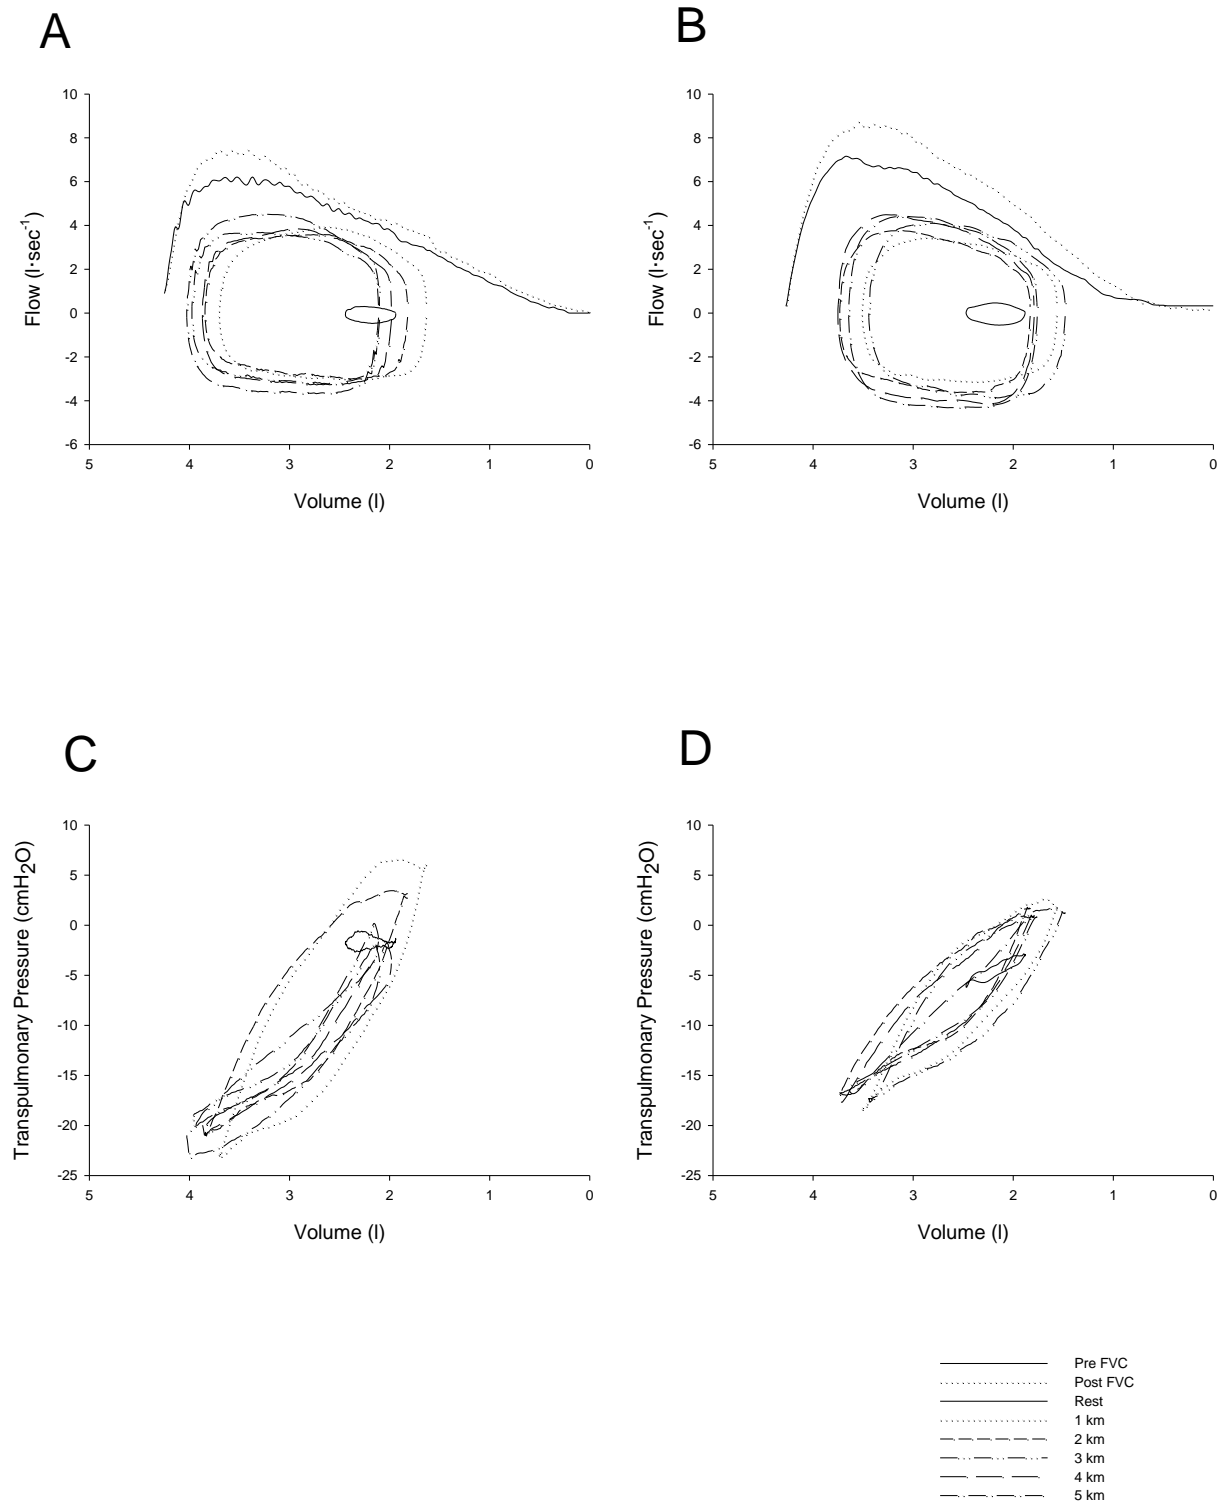 A
B
10
8
6
4
2
0
-2
-4
-6
5
4
3
2
1
0
Flow (l·sec⁻¹)
Volume (l)
10
8
6
4
2
0
-2
-4
-6
5
4
3
2
1
0
Flow (l·sec⁻¹)
Volume (l)
C
D
10
5
0
-5
-10
-15
-20
-25
5
4
3
2
1
0
Transpulmonary Pressure (cmH₂O)
Volume (l)
10
5
0
-5
-10
-15
-20
-25
5
4
3
2
1
0
Transpulmonary Pressure (cmH₂O)
Volume (l)
Pre FVC
Post FVC
Rest
1 km
2 km
3 km
4 km
5 km